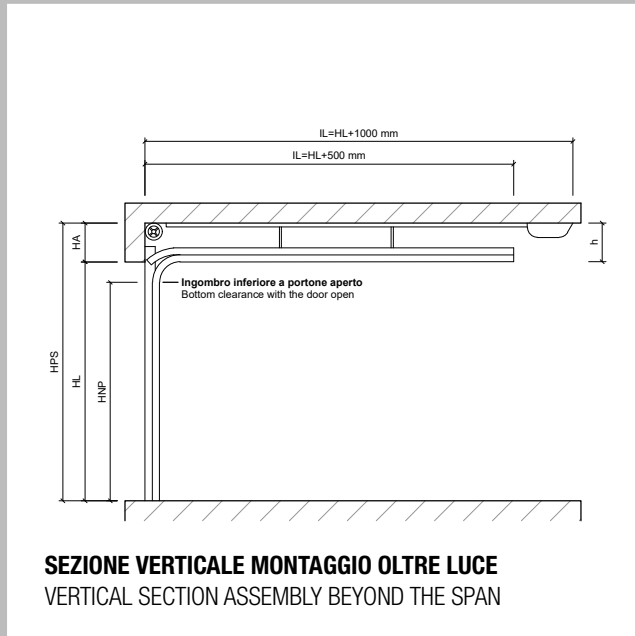 IL=HL+1000 mm
IL=HL+500 mm
HA
h
Ingombro inferiore a portone aperto
Bottom clearance with the door open
HPS
HL
HNP
SEZIONE VERTICALE MONTAGGIO OLTRE LUCE
VERTICAL SECTION ASSEMBLY BEYOND THE SPAN